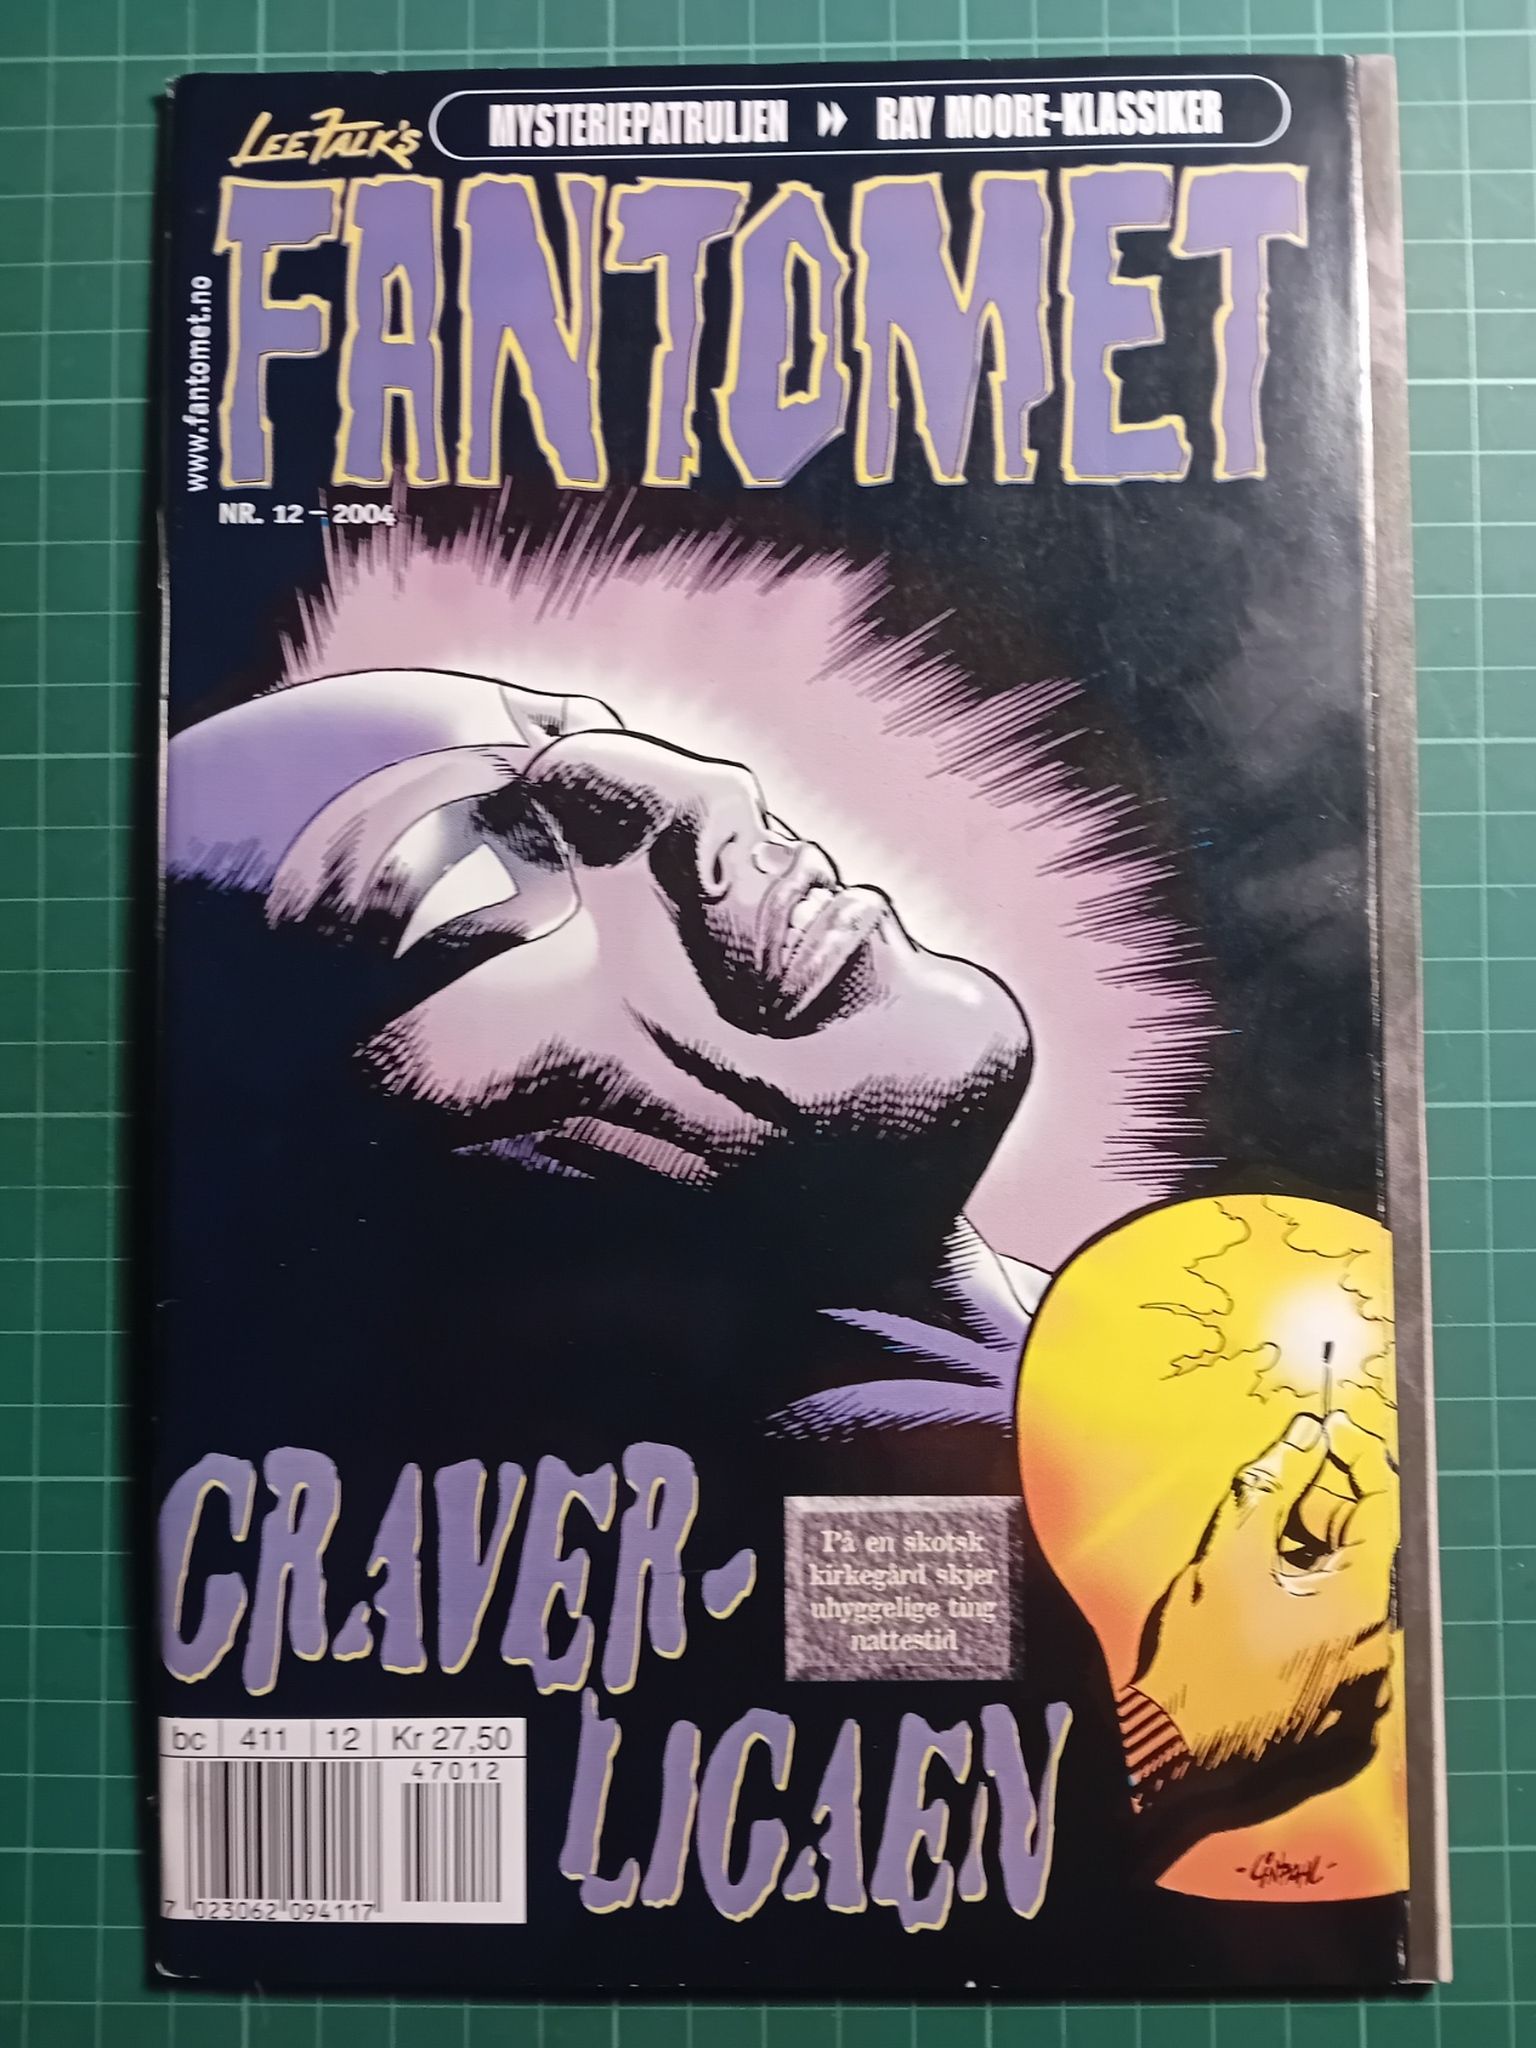 LEE FALK'S
MYSTERIEPATRULJEN RAY MOORE-KLASSIKER
FANTOMET
www.fantomet.no
NR. 12 – 2004
GRAVER-
LIGAEN
På en skotsk
kirkegård skjer
uhyggelige ting
nattestid
bc 411 12 Kr 27,50
47012
7 023062 094117
-LINDAHL-